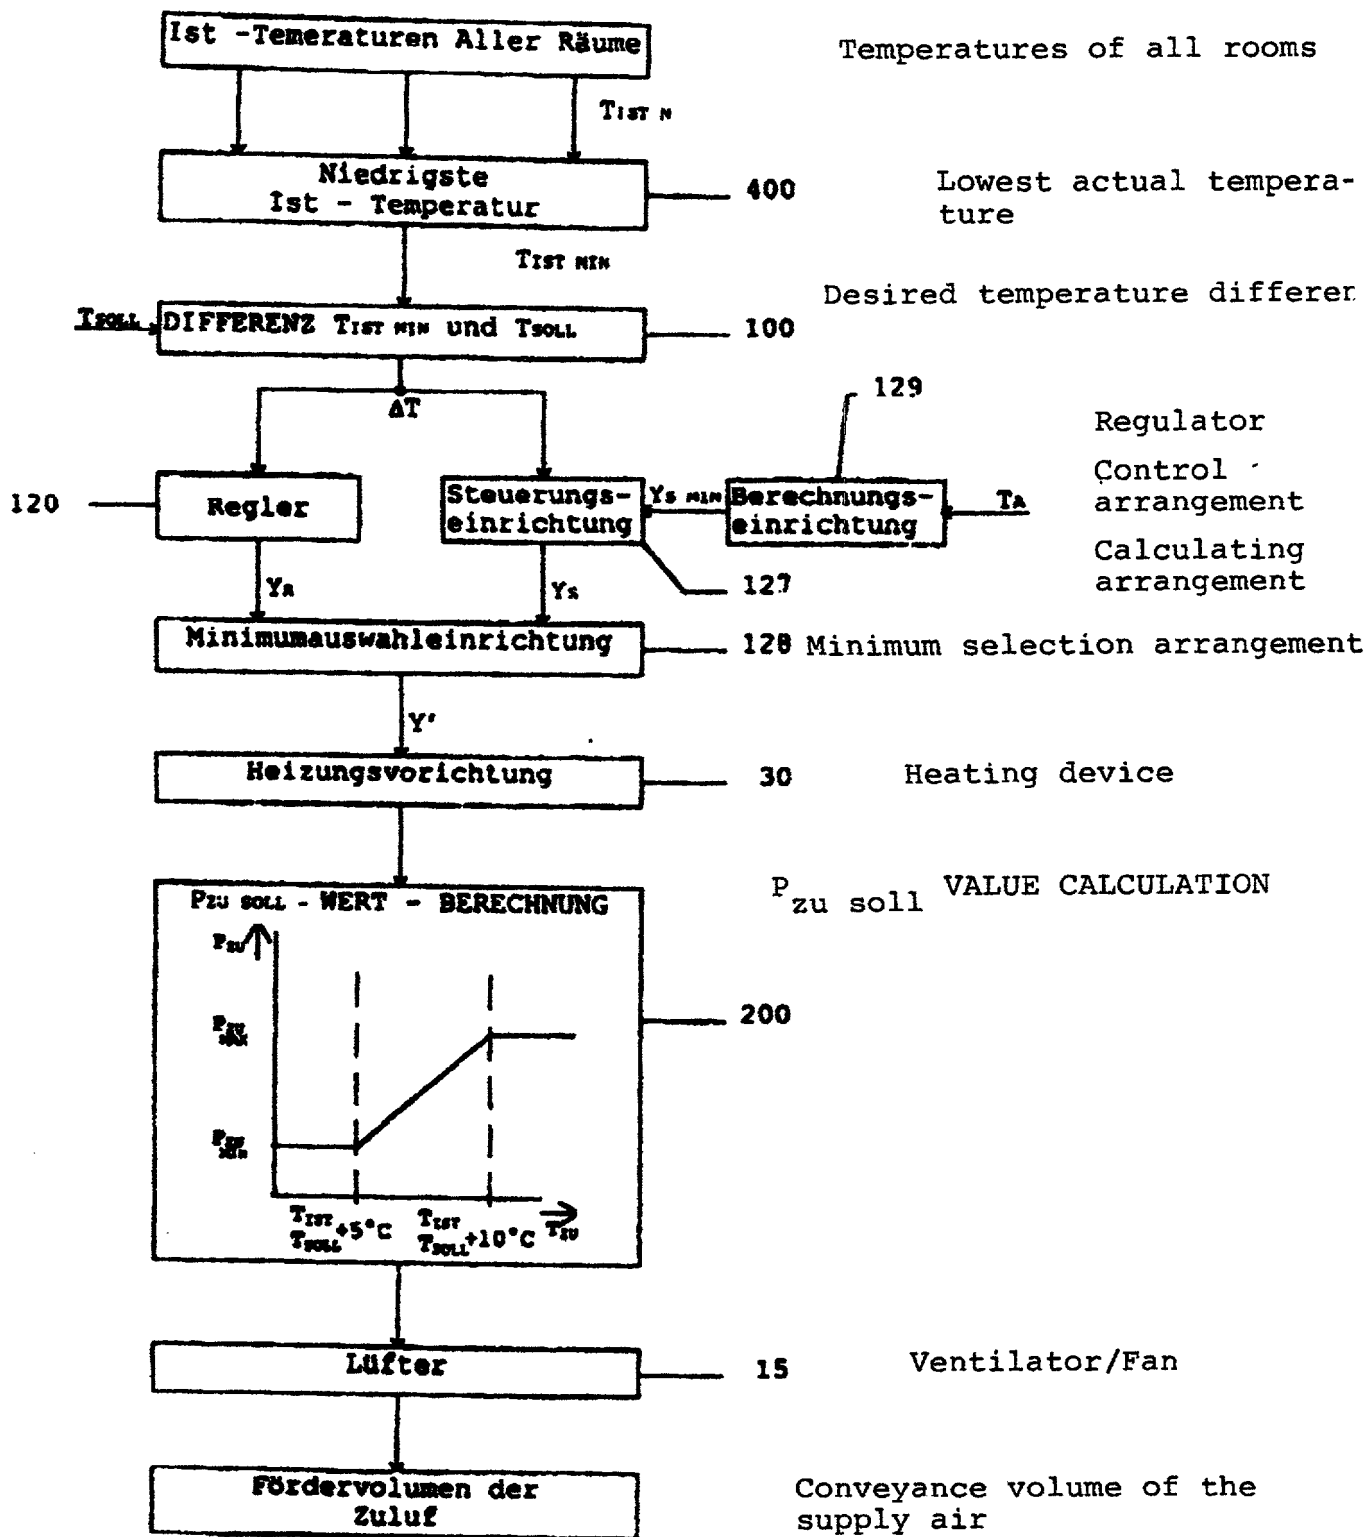 Ist -Temeraturen Aller Räume
Temperatures of all rooms
TIST N
Niedrigste
Ist - Temperatur
400
Lowest actual tempera-
ture
TIST MIN
Desired temperature differen
TSOLL
DIFFERENZ TIST MIN und TSOLL
100
ΔT
129
Regulator
Control
arrangement
Calculating
arrangement
120
Regler
Steuerungs-
einrichtung
YS MIN
Berechnungs-
einrichtung
TA
127
YR
YS
Minimumauswahleinrichtung
128
Minimum selection arrangement
Y'
Heizungsvorichtung
30
Heating device
PZU SOLL - WERT - BERECHNUNG
Pzu soll VALUE CALCULATION
PZU
PZU
MAX
200
PZU
MIN
TIST
TSOLL +5°C
TIST
TSOLL +10°C
TZU
Lüfter
15
Ventilator/Fan
Fördervolumen der
Zuluf
Conveyance volume of the
supply air